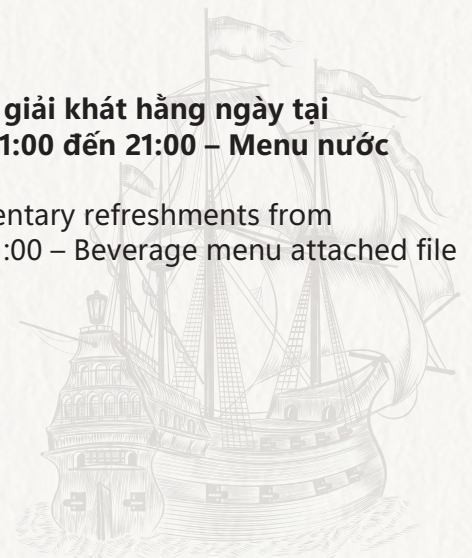 giải khát hằng ngày tại
1:00 đến 21:00 – Menu nước
entary refreshments from
:00 – Beverage menu attached file